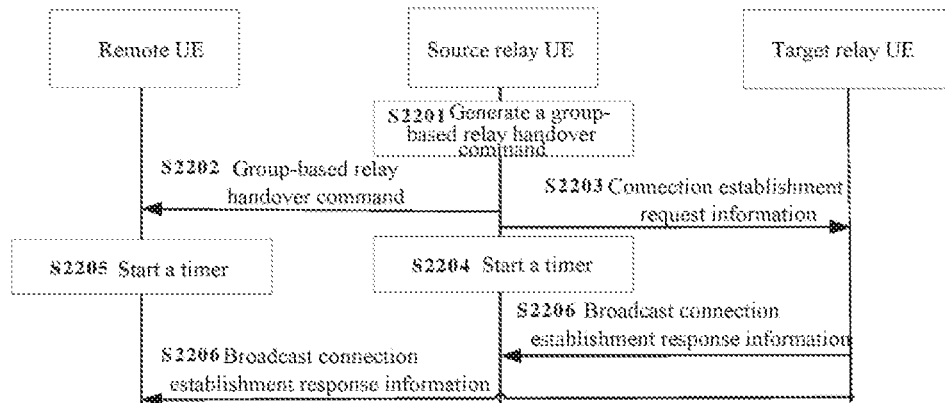 Remote UE
Source relay UE
Target relay UE
S2201 Generate a group-
based relay handover
command
S2202 Group-based relay
handover command
S2203 Connection establishment
request information
S2205 Start a timer
S2204 Start a timer
S2206 Broadcast connection
establishment response information
S2206 Broadcast connection
establishment response information